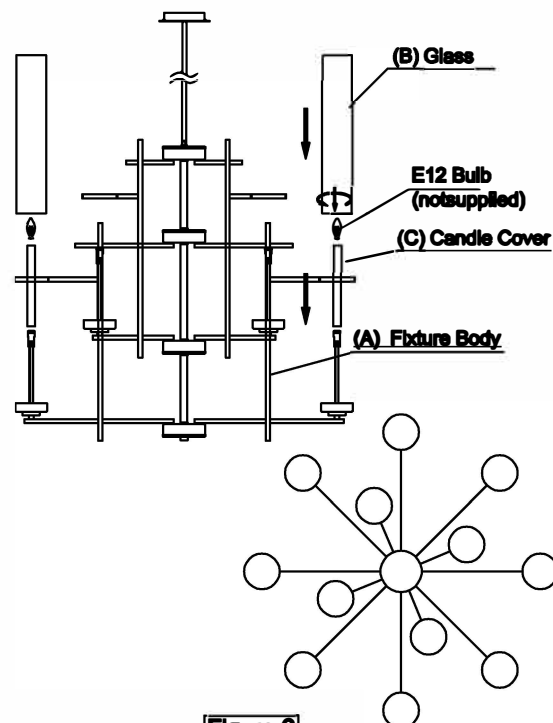 (B) Glass
E12 Bulb
(notsupplied)
(C) Candle Cover
(A) Fixture Body